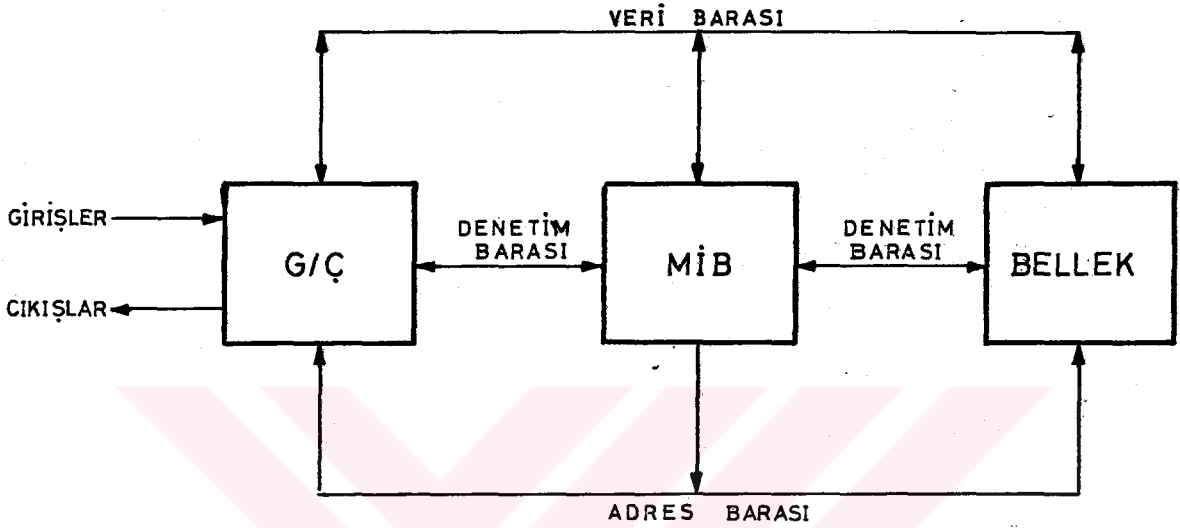 VERİ BARASI
GİRİŞLER
CIKIŞLAR
G/Ç
DENETİM
BARASI
MİB
DENETİM
BARASI
BELLEK
ADRES BARASI